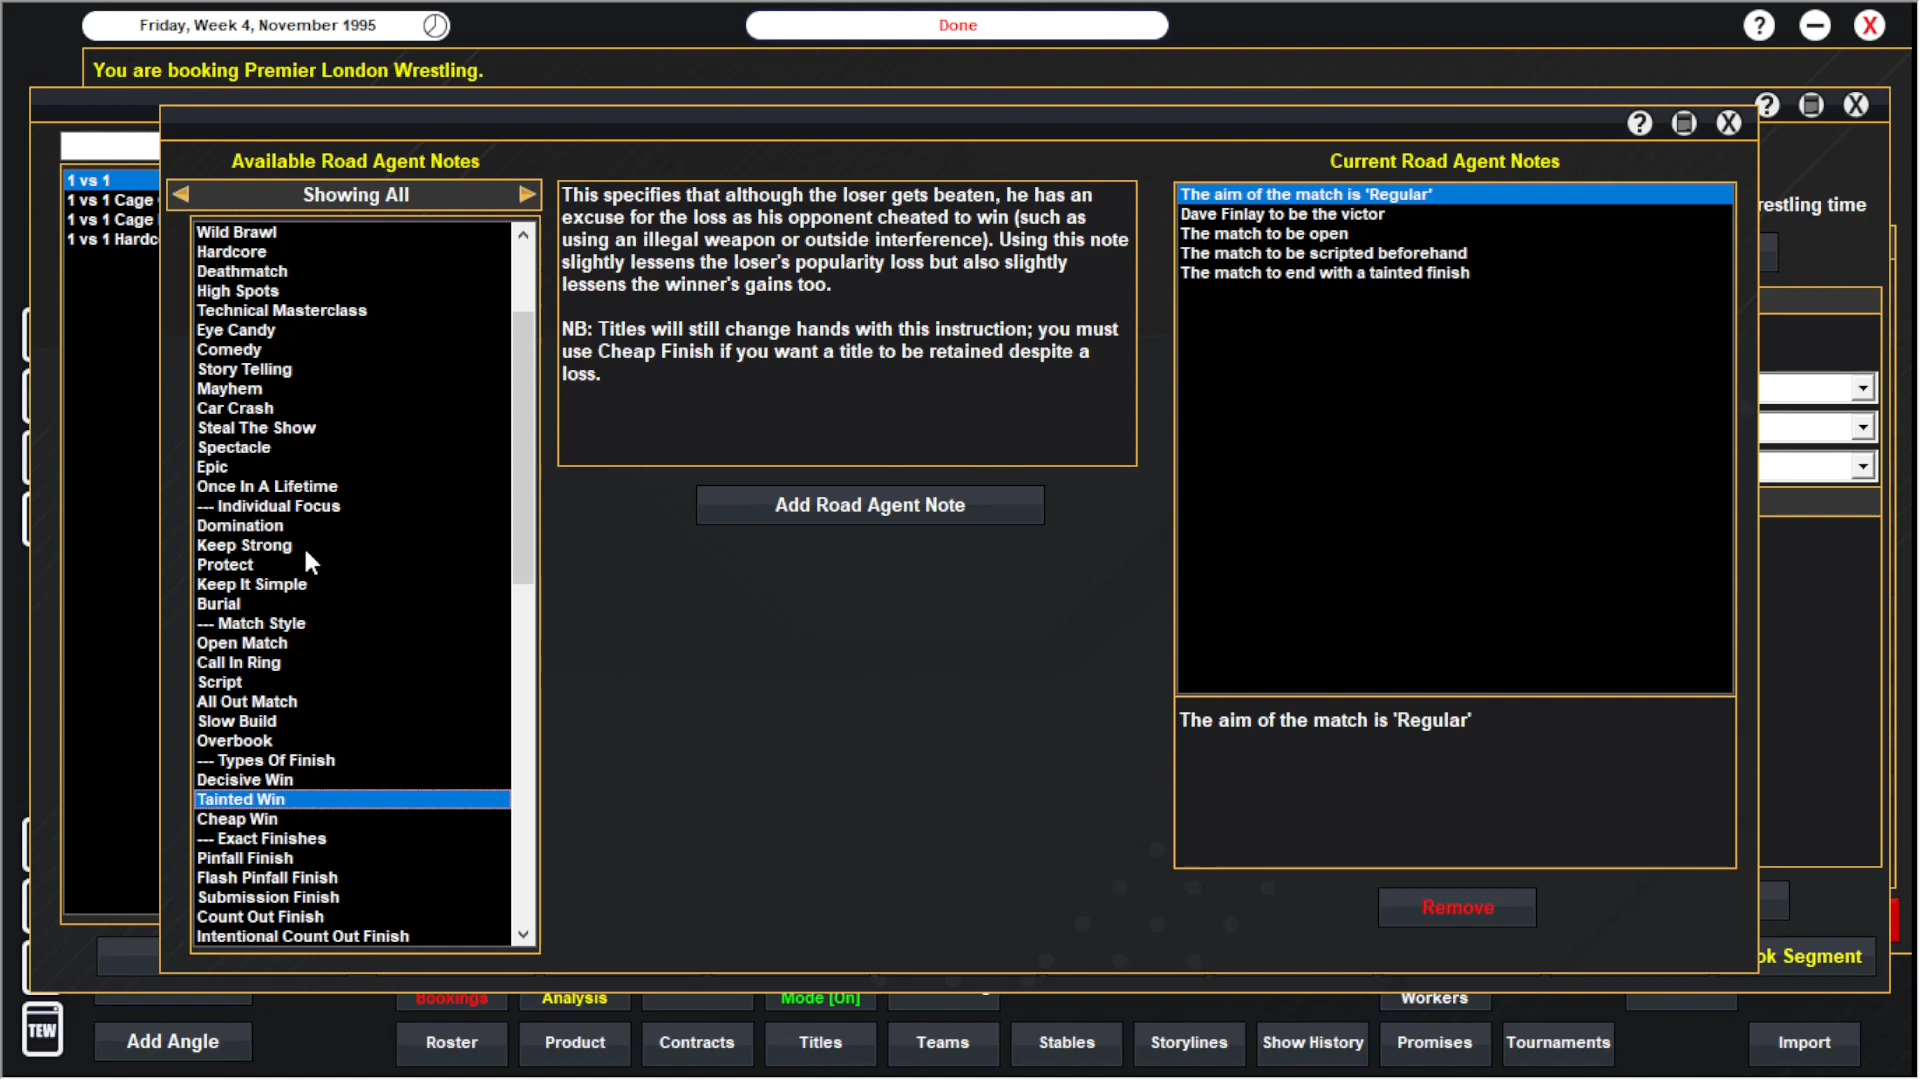 Friday, Week 4, November 1995
Done
?
X
You are booking Premier London Wrestling.
?
X
?
X
Available Road Agent Notes
Current Road Agent Notes
1 vs 1
1 vs 1 Cage
1 vs 1 Cage
1 vs 1 Hardc
Showing All
Wild Brawl
Hardcore
Deathmatch
High Spots
Technical Masterclass
Eye Candy
Comedy
Story Telling
Mayhem
Car Crash
Steal The Show
Spectacle
Epic
Once In A Lifetime
--- Individual Focus
Domination
Keep Strong
Protect
Keep It Simple
Burial
--- Match Style
Open Match
Call In Ring
Script
All Out Match
Slow Build
Overbook
--- Types Of Finish
Decisive Win
Tainted Win
Cheap Win
--- Exact Finishes
Pinfall Finish
Flash Pinfall Finish
Submission Finish
Count Out Finish
Intentional Count Out Finish
This specifies that although the loser gets beaten, he has an
excuse for the loss as his opponent cheated to win (such as
using an illegal weapon or outside interference). Using this note
slightly lessens the loser's popularity loss but also slightly
lessens the winner's gains too.
NB: Titles will still change hands with this instruction; you must
use Cheap Finish if you want a title to be retained despite a
loss.
Add Road Agent Note
The aim of the match is 'Regular'
Dave Finlay to be the victor
The match to be open
The match to be scripted beforehand
The match to end with a tainted finish
The aim of the match is 'Regular'
Remove
restling time
ok Segment
Bookings
Analysis
Mode [On]
Workers
TEW
Add Angle
Roster
Product
Contracts
Titles
Teams
Stables
Storylines
Show History
Promises
Tournaments
Import